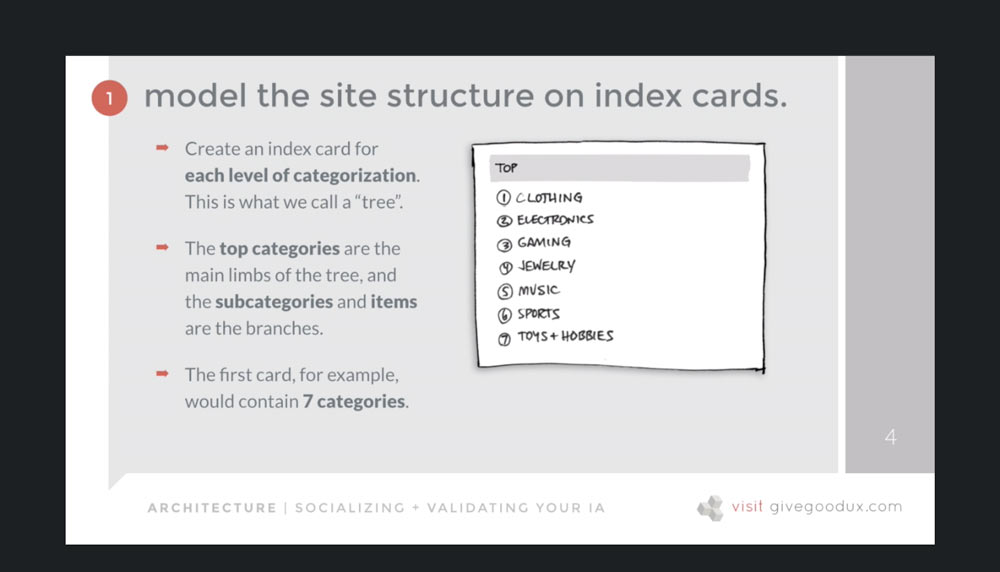 1 model the site structure on index cards.
➡ Create an index card for
each level of categorization.
This is what we call a “tree”.
➡ The top categories are the
main limbs of the tree, and
the subcategories and items
are the branches.
➡ The first card, for example,
would contain 7 categories.
TOP
① CLOTHING
② ELECTRONICS
③ GAMING
④ JEWELRY
⑤ MUSIC
⑥ SPORTS
⑦ TOYS + HOBBIES
4
ARCHITECTURE | SOCIALIZING + VALIDATING YOUR IA
visit givegoodux.com